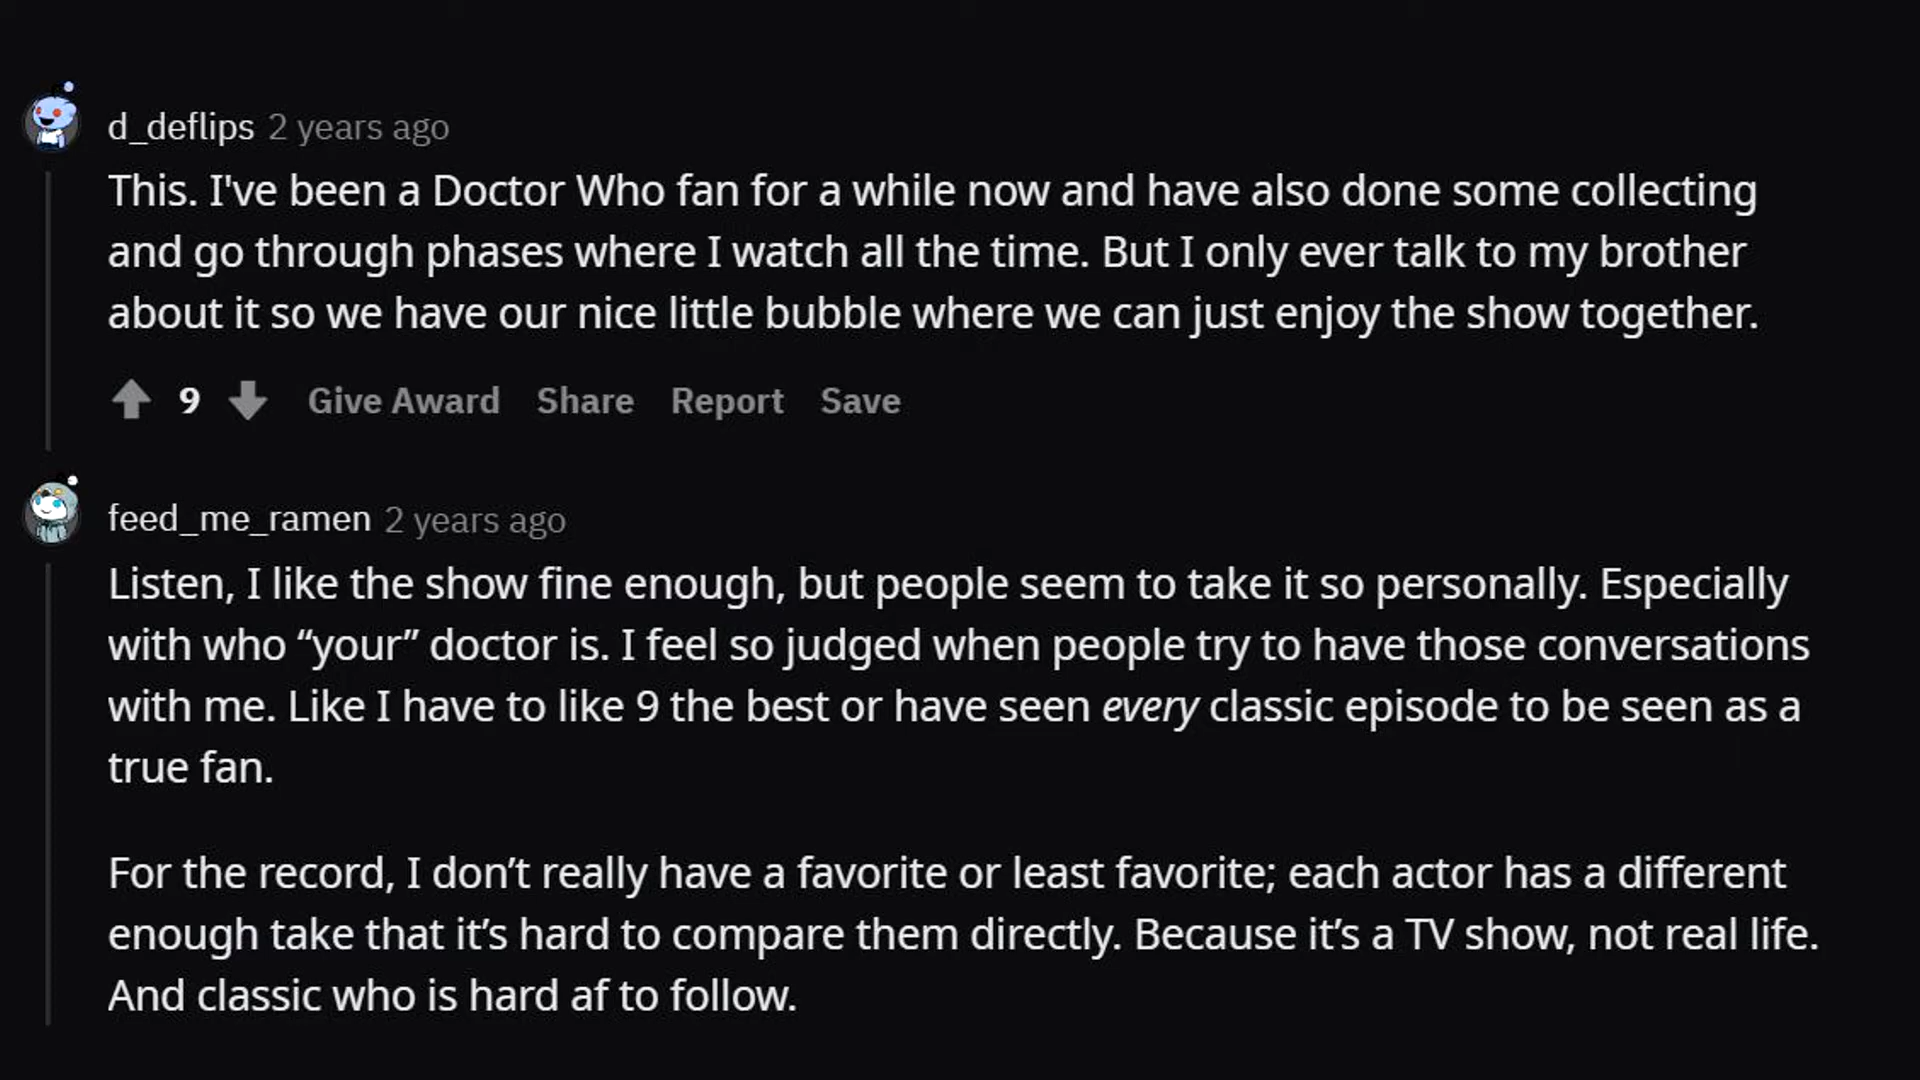 d_deflips 2 years ago
This. I've been a Doctor Who fan for a while now and have also done some collecting
and go through phases where I watch all the time. But I only ever talk to my brother
about it so we have our nice little bubble where we can just enjoy the show together.
9 Give Award Share Report Save
feed_me_ramen 2 years ago
Listen, I like the show fine enough, but people seem to take it so personally. Especially
with who “your” doctor is. I feel so judged when people try to have those conversations
with me. Like I have to like 9 the best or have seen every classic episode to be seen as a
true fan.
For the record, I don’t really have a favorite or least favorite; each actor has a different
enough take that it’s hard to compare them directly. Because it’s a TV show, not real life.
And classic who is hard af to follow.